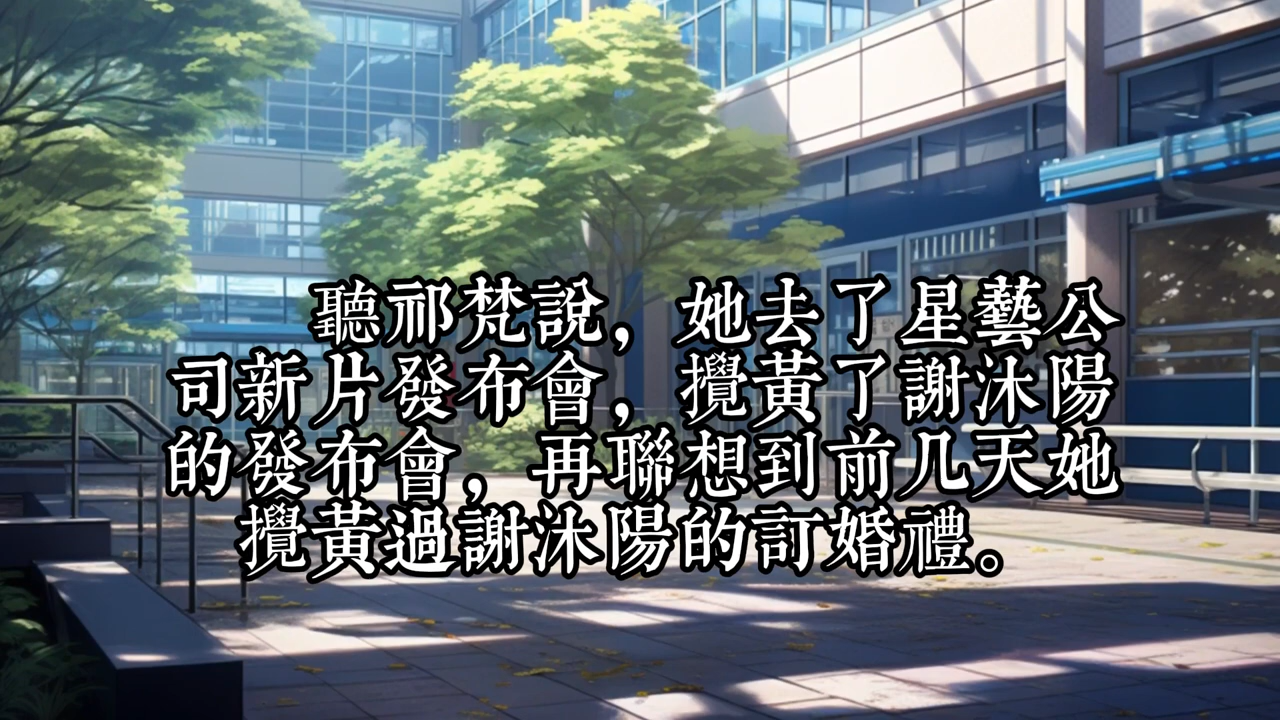 聽祁梵說，她去了星藝公
司新片發布會，攪黃了謝沐陽
的發布會，再聯想到前几天她
攪黃過謝沐陽的訂婚禮。